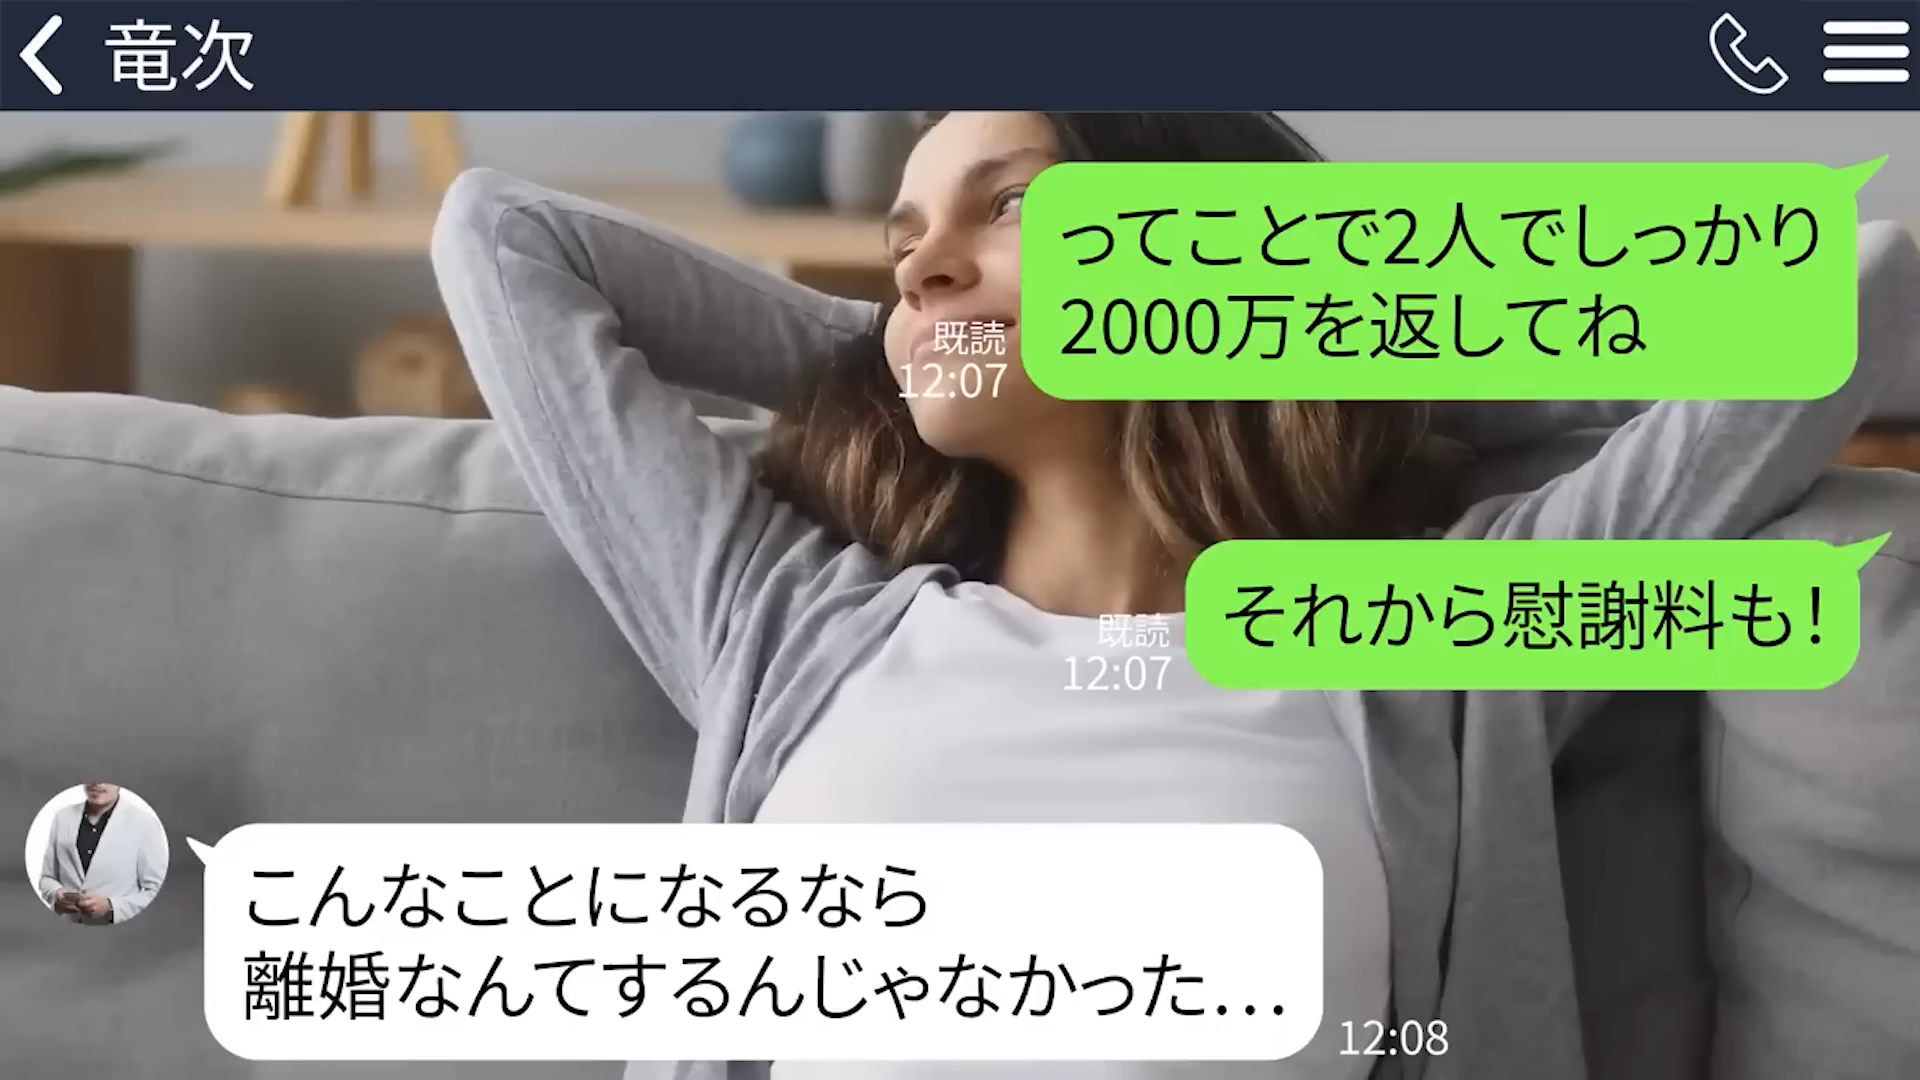 竜次
ってことで2人でしっかり
2000万を返してね
既読
12:07
それから慰謝料も!
既読
12:07
こんなことになるなら
離婚なんてするんじゃなかった...
12:08